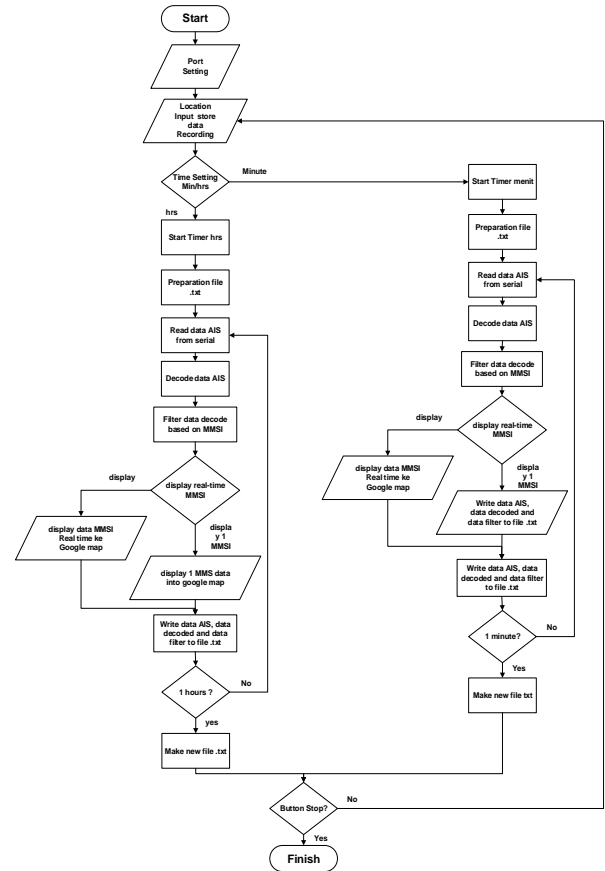 Start
Port
Setting
Location
Input store
data
Recording
Time Setting
Min/hrs
Minute
hrs
Start Timer hrs
Preparation file
.txt
Read data AIS
from serial
Decode data AIS
Filter data decode
based on MMSI
display
display real-time
MMSI
display data MMSI
Real time ke
Google map
displa
y 1
MMSI
display 1 MMS data
into google map
Write data AIS, data
decoded and data
filter to file .txt
1 hours ?
No
yes
Make new file .txt
Start Timer menit
Preparation file
.txt
Read data AIS
from serial
Decode data AIS
Filter data decode
based on MMSI
display
display real-time
MMSI
display data MMSI
Real time ke
Google map
displa
y 1
MMSI
Write data AIS,
data decoded and
data filter to file .txt
Write data AIS, data
decoded and data filter
to file .txt
1 minute?
No
Yes
Make new file txt
Button Stop?
No
Yes
Finish